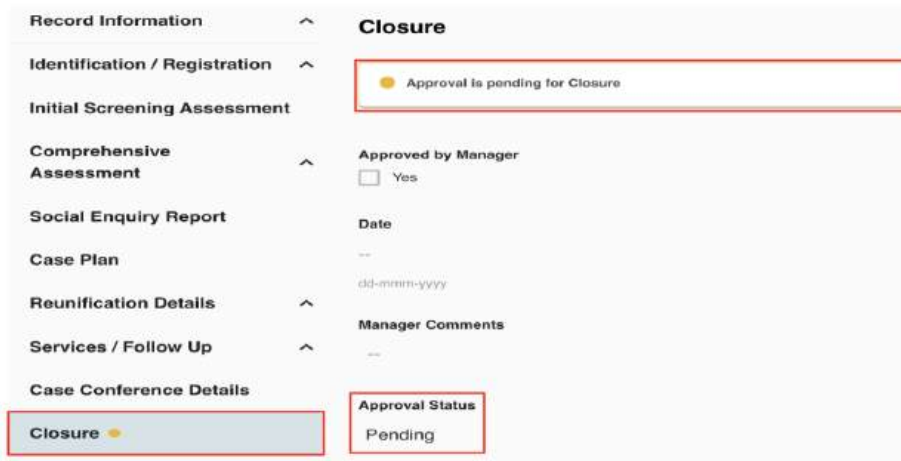 Record Information
Identification / Registration
Initial Screening Assessment
Comprehensive
Assessment
Social Enquiry Report
Case Plan
Reunification Details
Services / Follow Up
Case Conference Details
Closure
Closure
Approval is pending for Closure
Approved by Manager
Yes
Date
--
dd-mmm-yyyy
Manager Comments
--
Approval Status
Pending